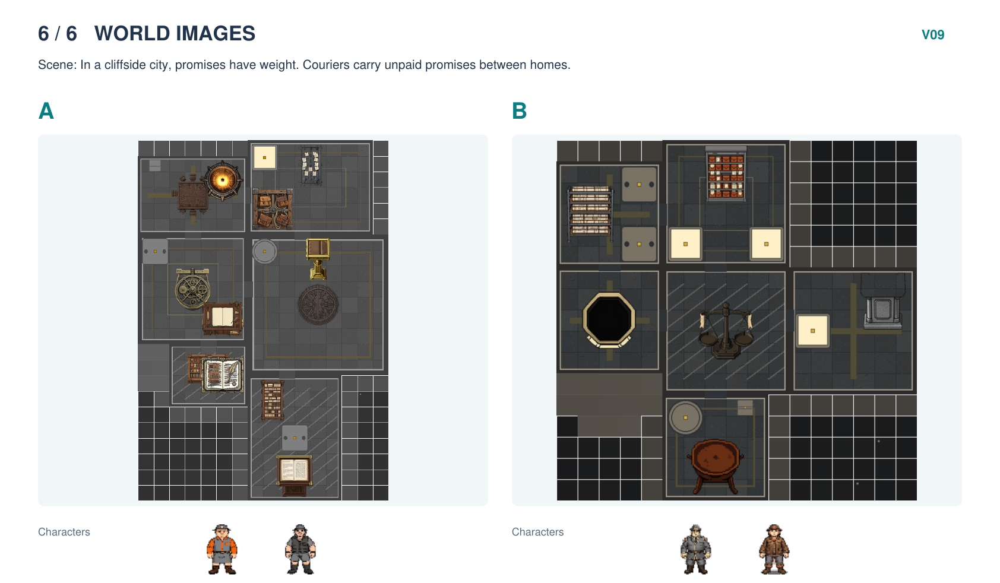 6 / 6 WORLD IMAGES
V09
Scene: In a cliffside city, promises have weight. Couriers carry unpaid promises between homes.
A
B
Characters
Characters